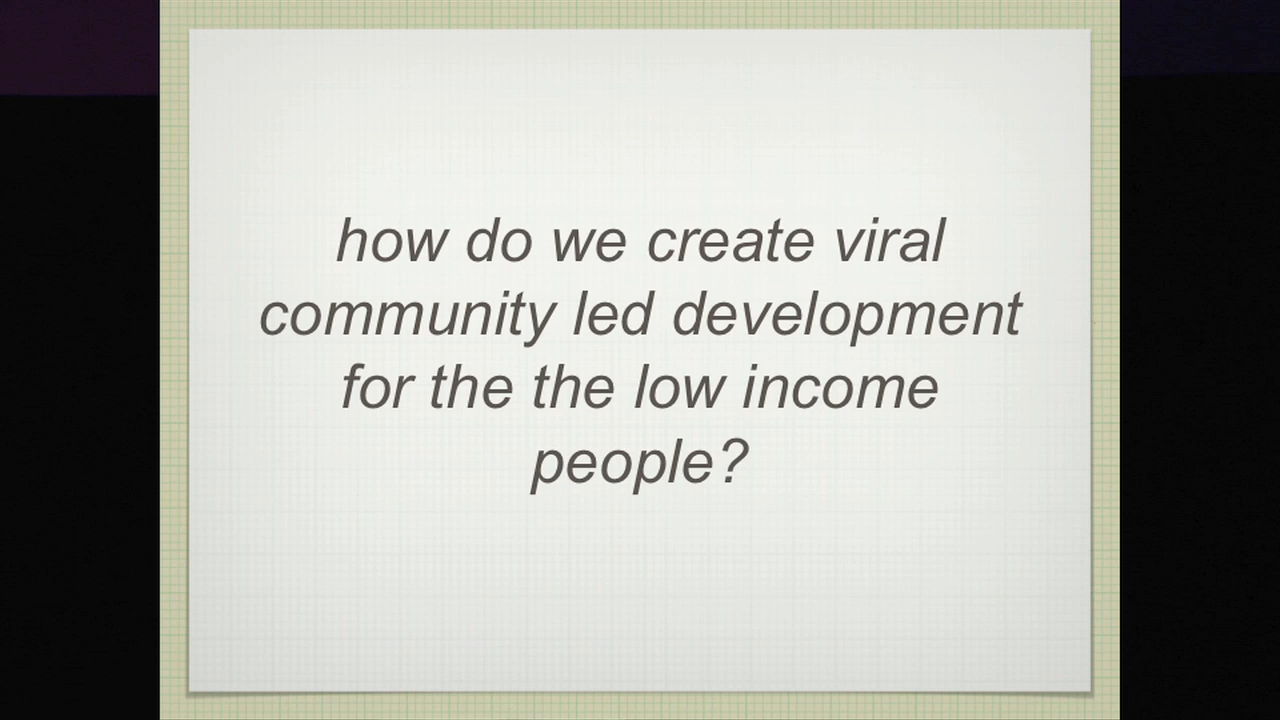 how do we create viral
community led development
for the the low income
people?